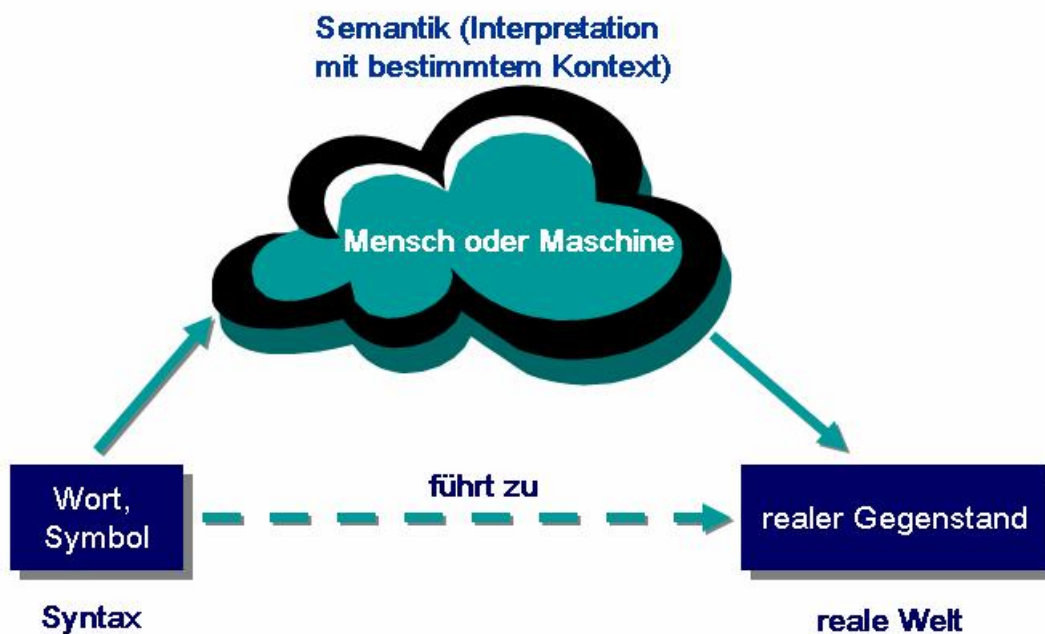 Semantik (Interpretation
mit bestimmtem Kontext)
Mensch oder Maschine
führt zu
Wort,
Symbol
realer Gegenstand
Syntax
reale Welt